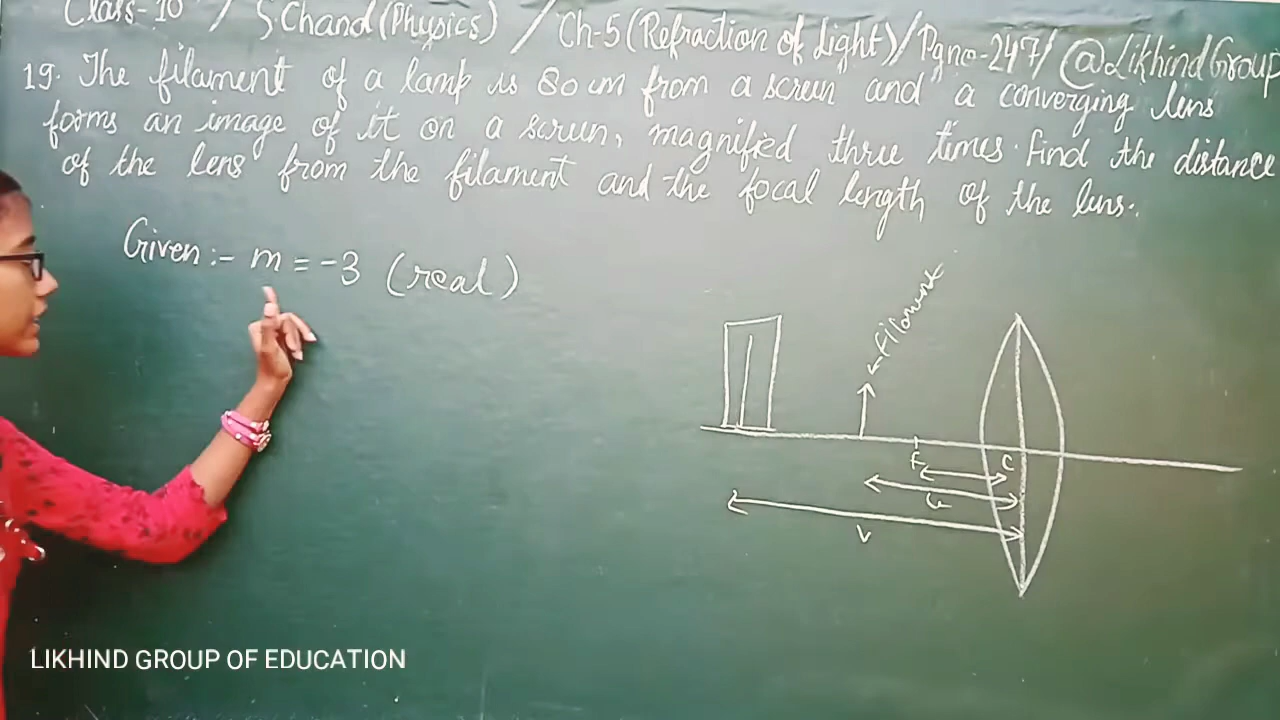 Class-10 / S Chand (Physics) / Ch-5 (Refraction of Light) / Pg no-247 / @LikhindGroup
19. The filament of a lamp is 80 cm from a screen and a converging lens
forms an image of it on a screen, magnified three times. Find the distance
of the lens from the filament and the focal length of the lens.
Given :- m = -3 (real)
filament
F
C
V
LIKHIND GROUP OF EDUCATION